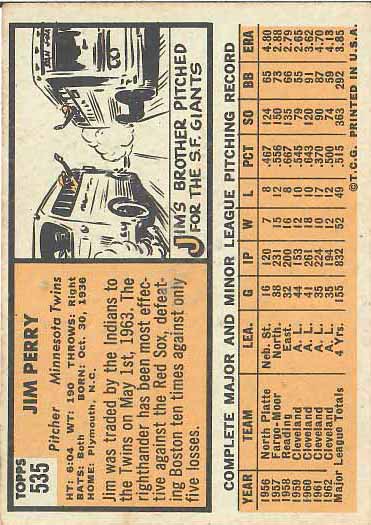 TOPPS
535
JIM PERRY
Pitcher Minnesota Twins
HT: 6:04 WT: 190 THROWS: Right
BATS: Both BORN: Oct. 30, 1936
HOME: Plymouth, N.C.
Jim was traded by the Indians to
the Twins on May 1st, 1963. The
righthander has been most effec-
tive against the Red Sox, defeat-
ing Boston ten times against only
five losses.
JIM'S BROTHER PITCHED
FOR THE S.F. GIANTS
COMPLETE MAJOR AND MINOR LEAGUE PITCHING RECORD
YEAR TEAM LEA. G IP W L PCT SO BB ERA
1956 North Platte Neb. St. 16 120 7 8 .467 124 65 4.80
1957 Fargo-Moor North. 38 231 15 12 .556 150 73 2.88
1958 Reading East. 32 200 16 8 .667 135 66 2.79
1959 Cleveland A. L. 44 153 12 10 .545 79 55 2.65
1960 Cleveland A. L. 41 261 18 10 .643 120 91 3.62
1961 Cleveland A. L. 35 224 10 17 .370 90 87 4.70
1962 Cleveland A. L. 35 194 12 12 .500 74 59 4.13
Major League Totals 4 Yrs. 155 832 52 49 .515 363 292 3.85
© T.C.G. PRINTED IN U.S.A.